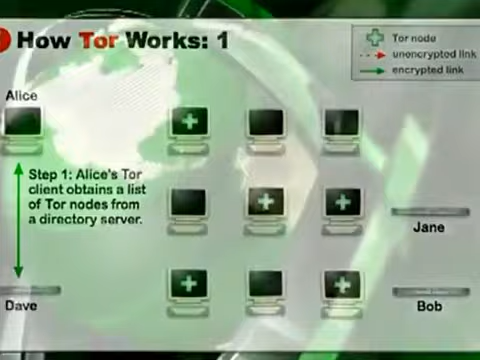 How Tor Works: 1
Tor node
unencrypted link
encrypted link
Alice
Step 1: Alice's Tor
client obtains a list
of Tor nodes from
a directory server.
Jane
Dave
Bob